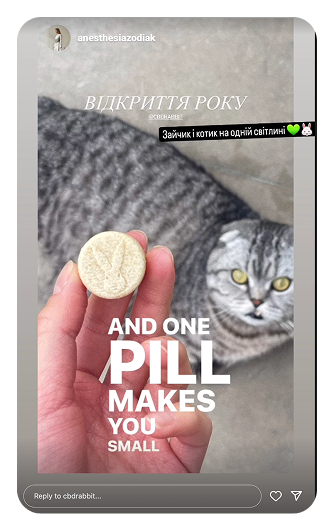 anesthesiazodiak
ВІДКРИТТЯ РОКУ
@CBDRABBIT
Зайчик і котик на одній світлині💚🐰
AND ONE
PILL
MAKES
YOU
SMALL
Reply to cbdrabbit...